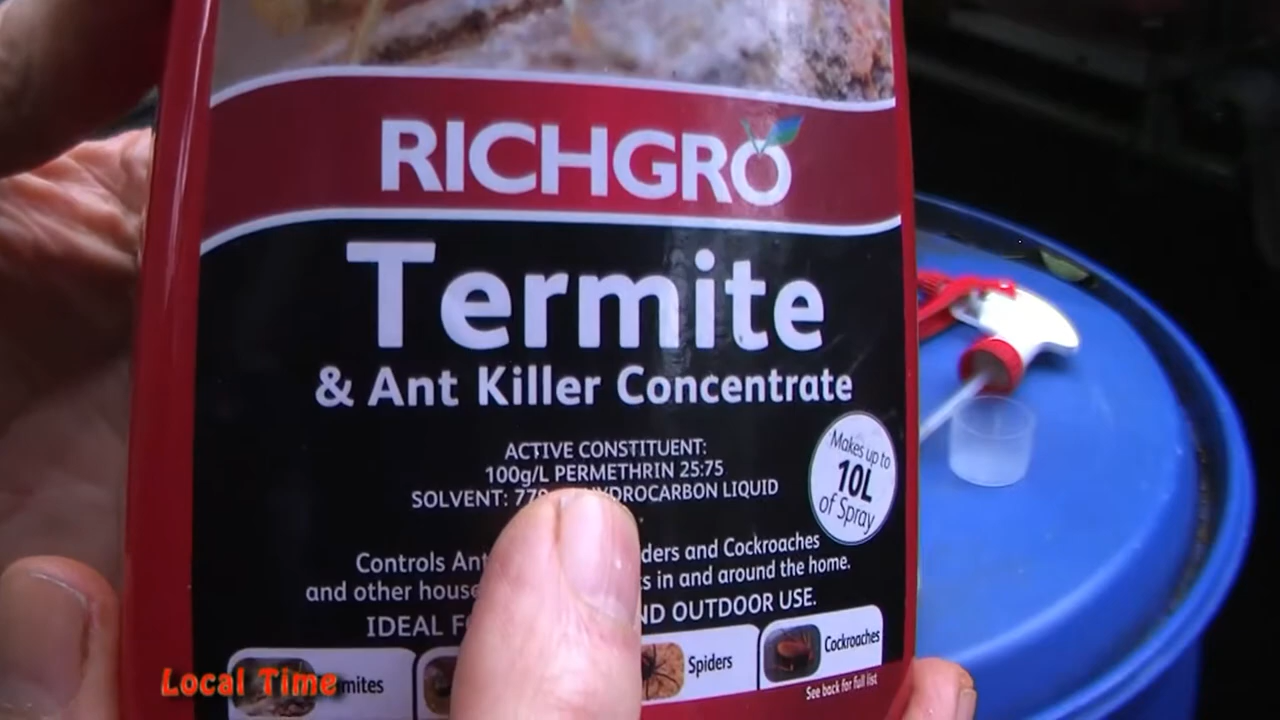 RICHGRO
Termite
& Ant Killer Concentrate
ACTIVE CONSTITUENT:
100g/L PERMETHRIN 25:75
SOLVENT: HYDROCARBON LIQUID
Makes up to
10L
of Spray
Controls and Cockroaches
and other in and around the home.
IDEAL OUTDOOR USE.
Spiders
Cockroaches
See back for full list
Local Time